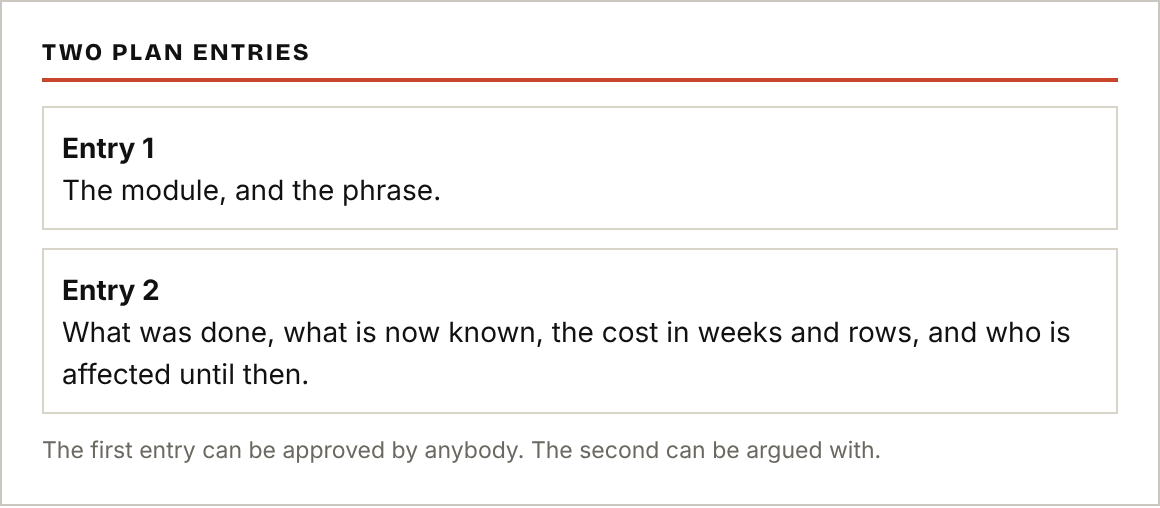 TWO PLAN ENTRIES
Entry 1
The module, and the phrase.
Entry 2
What was done, what is now known, the cost in weeks and rows, and who is
affected until then.
The first entry can be approved by anybody. The second can be argued with.